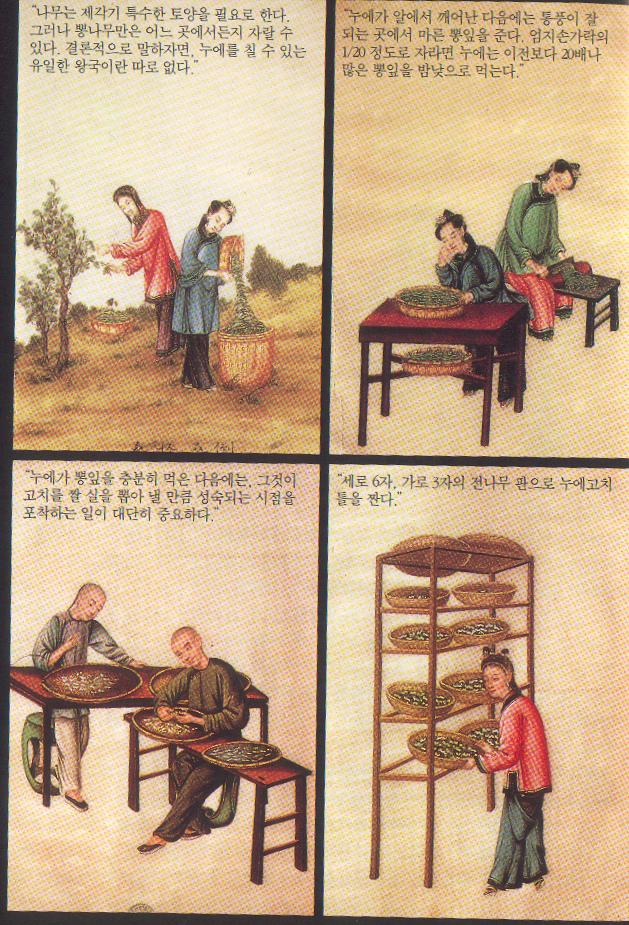 “나무는 제각기 특수한 토양을 필요로 한다.
그러나 뽕나무만은 어느 곳에서든지 자랄 수
있다. 결론적으로 말하자면, 누에를 칠 수 있는
유일한 왕국이란 따로 없다.”
“누에가 알에서 깨어난 다음에는 통풍이 잘
되는 곳에서 마른 뽕잎을 준다. 엄지손가락의
1/20 정도로 자라면 누에는 이전보다 20배나
많은 뽕잎을 밤낮으로 먹는다.”
“누에가 뽕잎을 충분히 먹은 다음에는, 그것이
고치를 짤 실을 뽑아 낼 만큼 성숙되는 시점을
포착하는 일이 대단히 중요하다.”
“세로 6자, 가로 3자의 전나무 판으로 누에고치
틀을 짠다.”